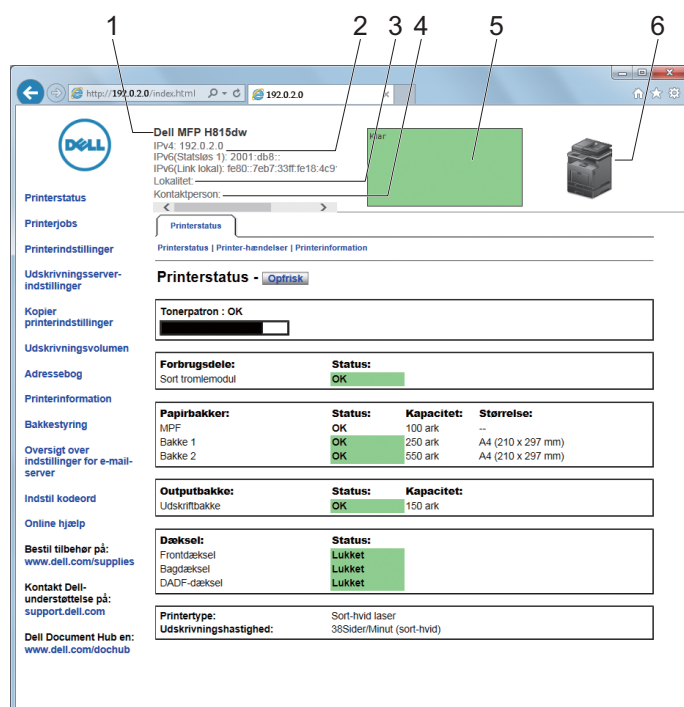 1 2 3 4 5 6
http://192.0.2.0/index.html
192.0.2.0
DELL
Dell MFP H815dw
IPv4: 192.0.2.0
IPv6(Statsløs 1): 2001:db8::
IPv6(Link lokal): fe80::7eb7:33ff:fe18:4c9
Lokalitet:
Kontaktperson:
Klar
Printerstatus
Printerjobs
Printerindstillinger
Udskrivningsserver-
indstillinger
Kopier
printerindstillinger
Udskrivningsvolumen
Adressebog
Printerinformation
Bakkestyring
Oversigt over
indstillinger for e-mail-
server
Indstil kodeord
Online hjælp
Bestil tilbehør på:
www.dell.com/supplies
Kontakt Dell-
understøttelse på:
support.dell.com
Dell Document Hub en:
www.dell.com/dochub
Printerstatus
Printerstatus | Printer-hændelser | Printerinformation
Printerstatus - Opfrisk
Tonerpatron : OK
Forbrugsdele: Status:
Sort tromlemodul OK
Papirbakker: Status: Kapacitet: Størrelse:
MPF OK 100 ark --
Bakke 1 OK 250 ark A4 (210 x 297 mm)
Bakke 2 OK 550 ark A4 (210 x 297 mm)
Outputbakke: Status: Kapacitet:
Udskriftbakke OK 150 ark
Dæksel: Status:
Frontdæksel Lukket
Bagdæksel Lukket
DADF-dæksel Lukket
Printertype: Sort-hvid laser
Udskrivningshastighed: 38Sider/Minut (sort-hvid)